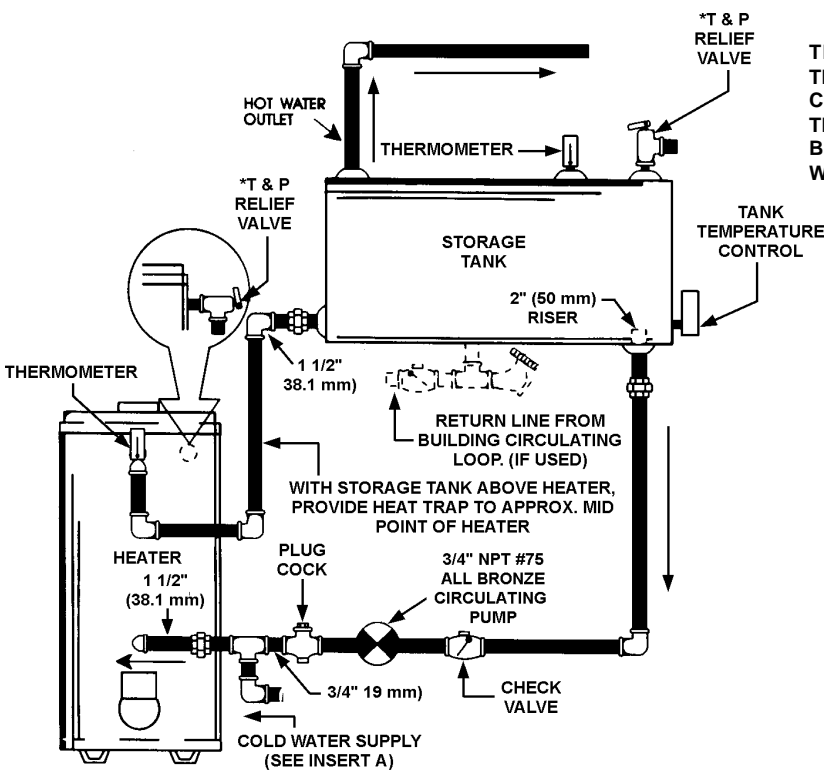 *T & P
RELIEF
VALVE
HOT WATER
OUTLET
THERMOMETER
*T & P
RELIEF
VALVE
STORAGE
TANK
TANK
TEMPERATURE
CONTROL
2" (50 mm)
RISER
1 1/2"
38.1 mm)
THERMOMETER
RETURN LINE FROM
BUILDING CIRCULATING
LOOP. (IF USED)
WITH STORAGE TANK ABOVE HEATER,
PROVIDE HEAT TRAP TO APPROX. MID
POINT OF HEATER
HEATER
1 1/2"
(38.1 mm)
PLUG
COCK
3/4" NPT #75
ALL BRONZE
CIRCULATING
PUMP
3/4" 19 mm)
CHECK
VALVE
COLD WATER SUPPLY
(SEE INSERT A)